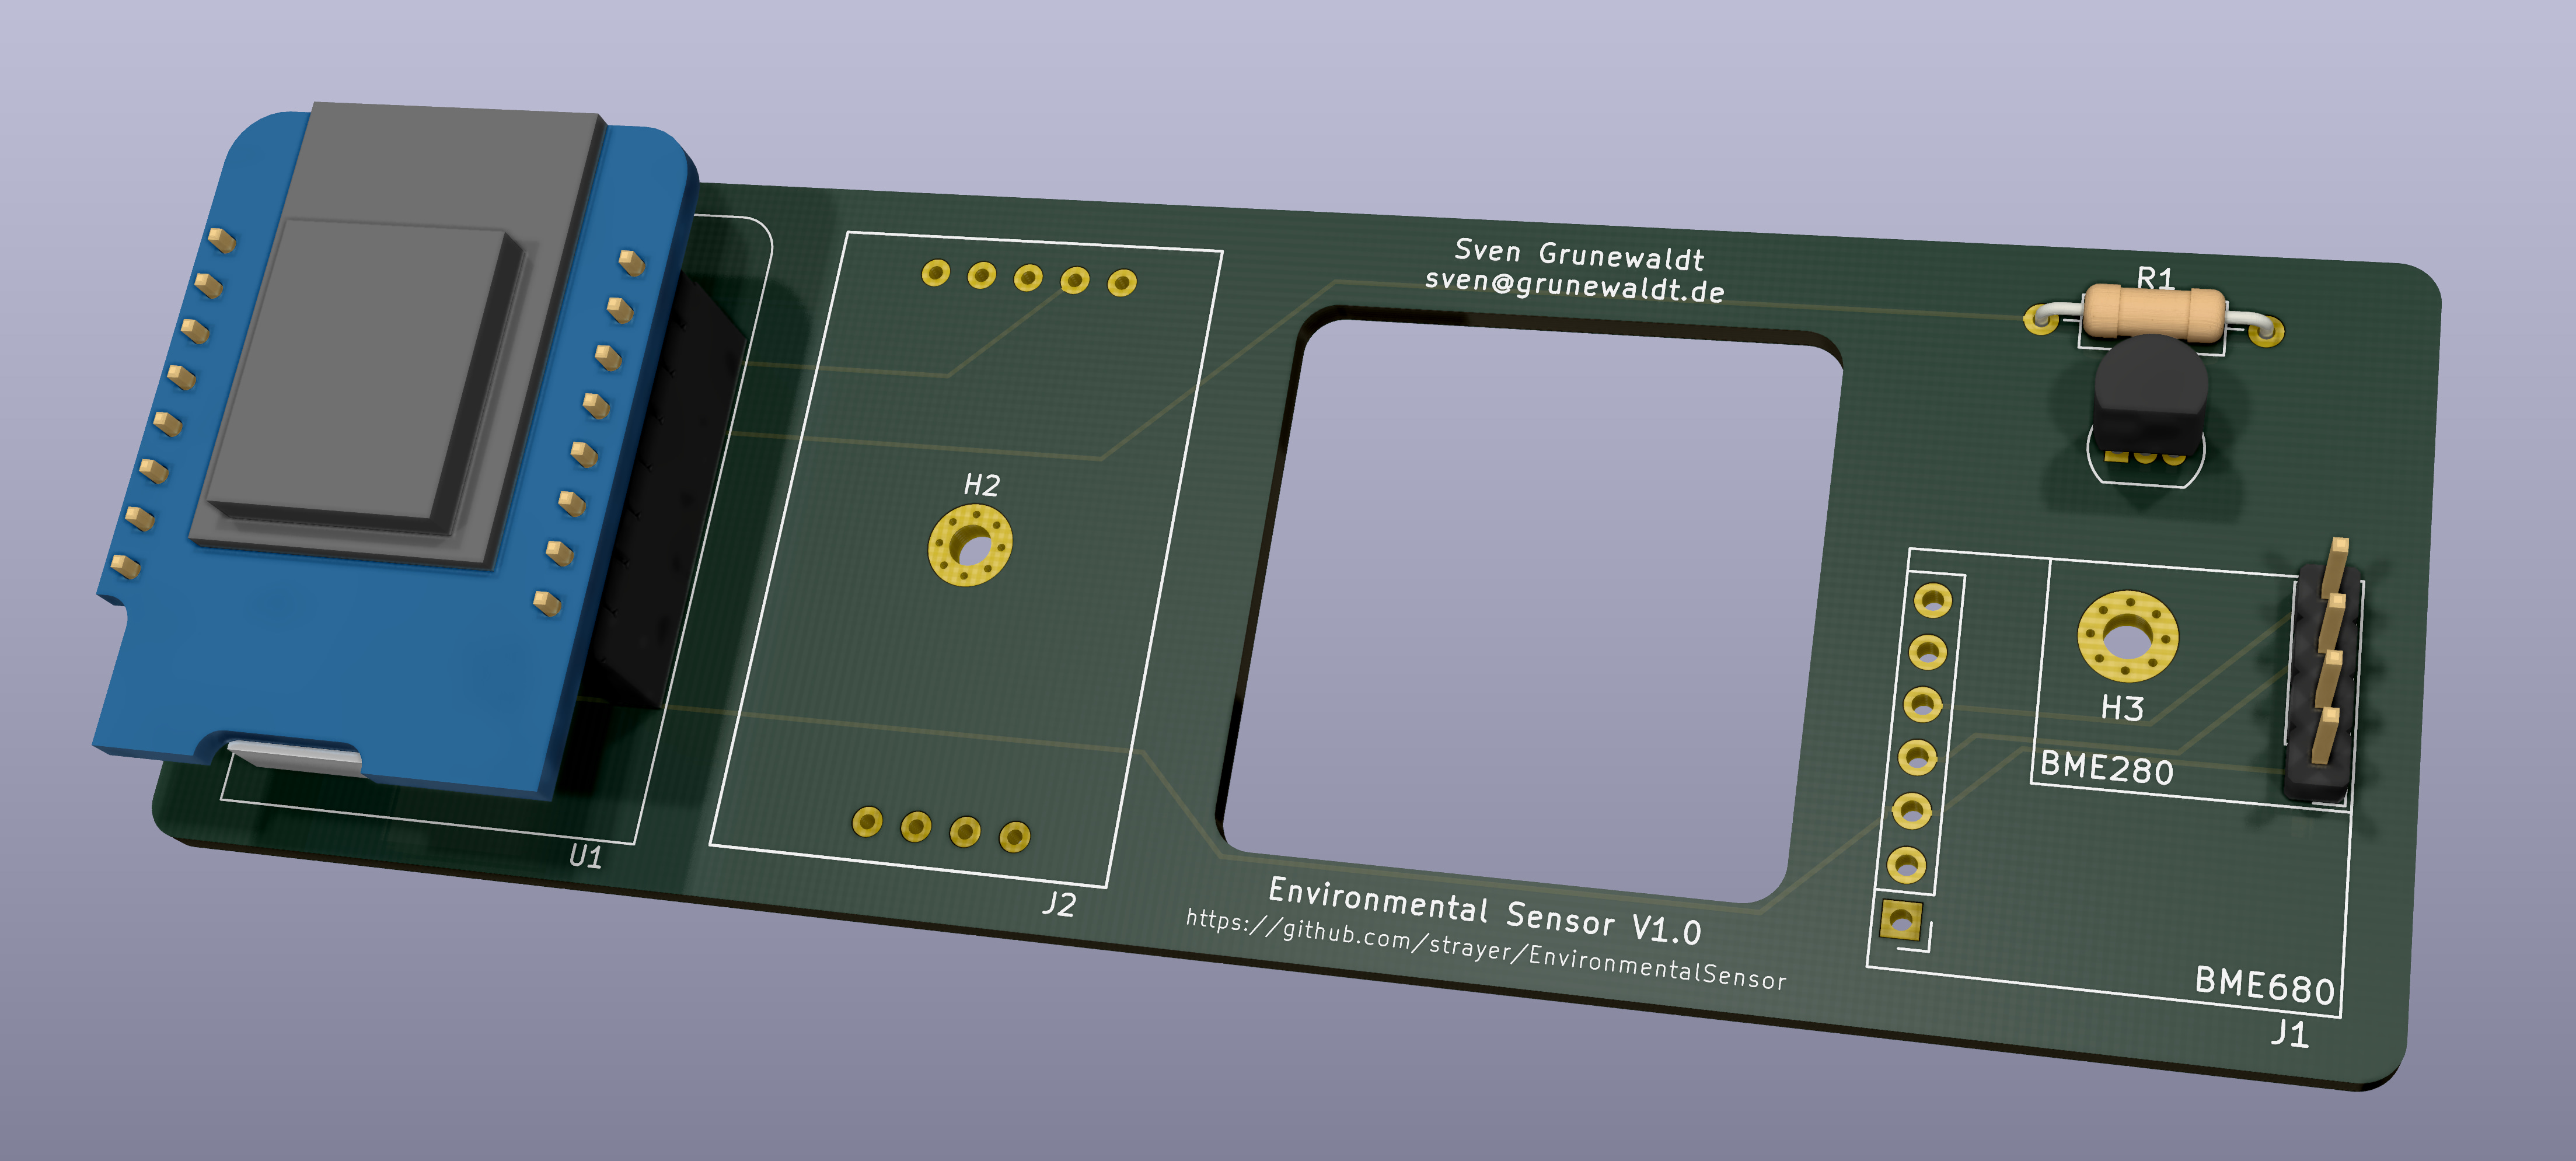 Sven Grunewaldt
sven@grunewaldt.de
R1
H2
H3
BME280
U1
J2
Environmental Sensor V1.0
https://github.com/strayer/EnvironmentalSensor
BME680
J1